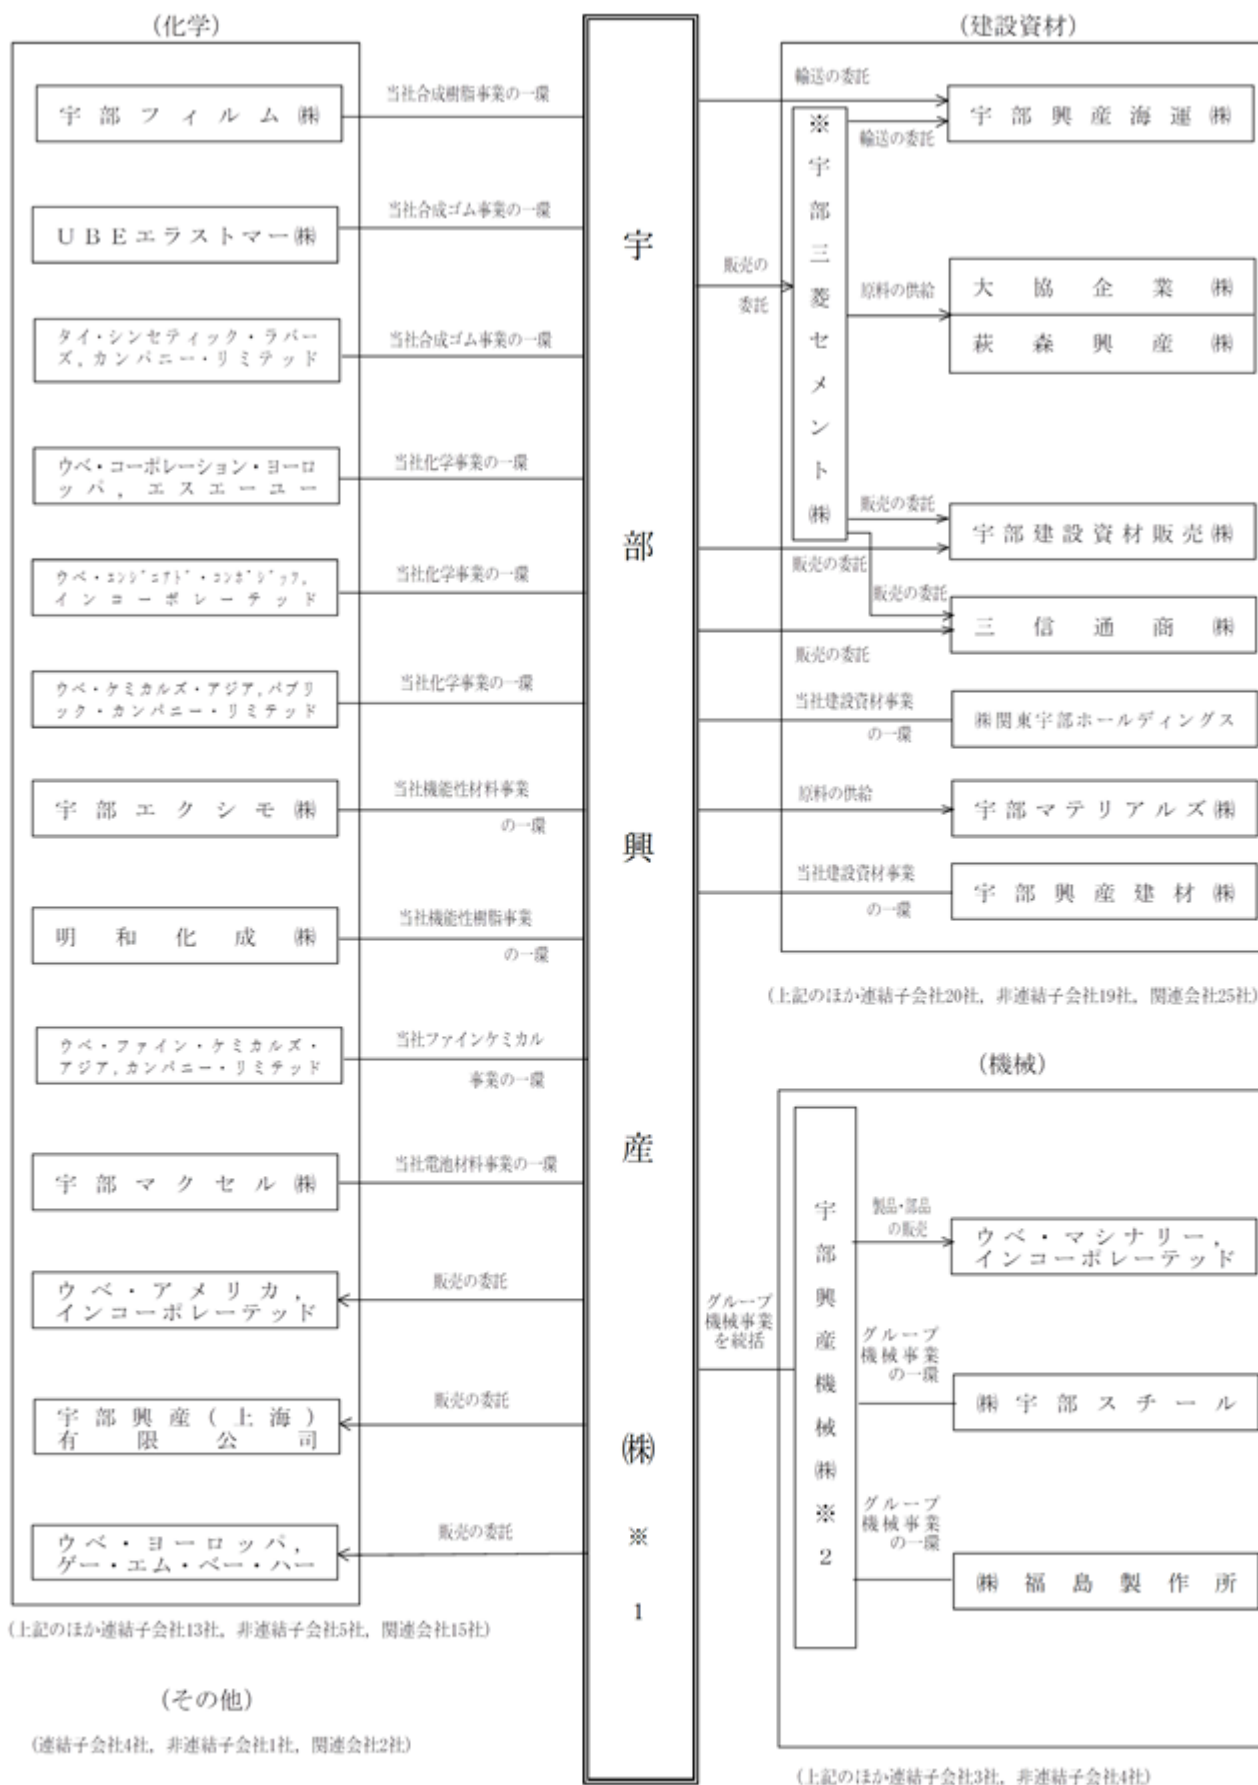 (化学)
宇部フィルム㈱
当社合成樹脂事業の一環
UBEエラストマー㈱
当社合成ゴム事業の一環
タイ・シンセティック・ラバー
ズ,カンパニー・リミテッド
当社合成ゴム事業の一環
ウベ・コーポレーション・ヨーロ
ッパ,エスエーユー
当社化学事業の一環
ウベ・エンジニアド・コンポジッツ,
インコーポレーテッド
当社化学事業の一環
ウベ・ケミカルズ・アジア,パブリ
ック・カンパニー・リミテッド
当社化学事業の一環
宇部エクシモ㈱
当社機能性材料事業
の一環
明和化成㈱
当社機能性樹脂事業
の一環
ウベ・ファイン・ケミカルズ・
アジア,カンパニー・リミテッド
当社ファインケミカル
事業の一環
宇部マクセル㈱
当社電池材料事業の一環
ウベ・アメリカ,
インコーポレーテッド
販売の委託
宇部興産(上海)
有限公司
販売の委託
ウベ・ヨーロッパ,
ゲー・エム・ベー・ハー
販売の委託
(上記のほか連結子会社13社, 非連結子会社5社, 関連会社15社)
(その他)
(連結子会社4社, 非連結子会社1社, 関連会社2社)
宇部興産㈱※1
(建設資材)
輸送の委託
宇部興産海運㈱
輸送の委託
※宇部三菱セメント㈱
販売の
委託
原料の供給
大協企業㈱
萩森興産㈱
販売の委託
宇部建設資材販売㈱
販売の委託
販売の委託
三信通商㈱
販売の委託
当社建設資材事業
の一環
㈱関東宇部ホールディングス
原料の供給
宇部マテリアルズ㈱
当社建設資材事業
の一環
宇部興産建材㈱
(上記のほか連結子会社20社, 非連結子会社19社, 関連会社25社)
(機械)
グループ
機械事業
を統括
宇部興産機械㈱※2
製品・部品
の販売
ウベ・マシナリー,
インコーポレーテッド
グループ
機械事業
の一環
㈱宇部スチール
グループ
機械事業
の一環
㈱福島製作所
(上記のほか連結子会社3社, 非連結子会社4社)